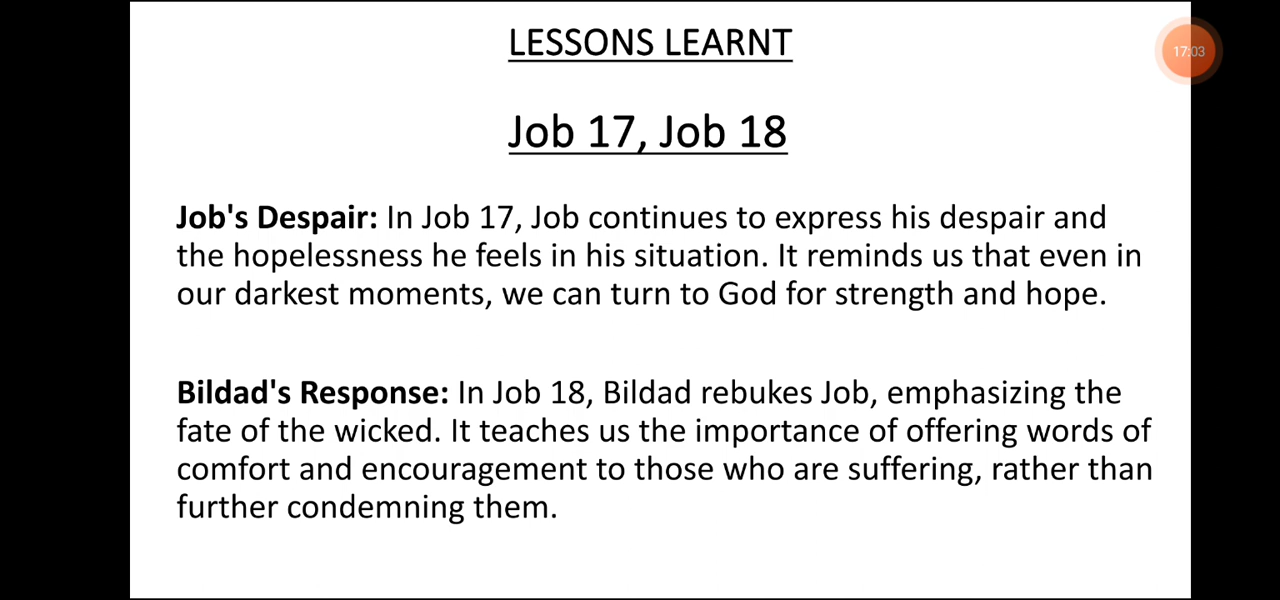 LESSONS LEARNT
17:03
Job 17, Job 18
Job's Despair: In Job 17, Job continues to express his despair and
the hopelessness he feels in his situation. It reminds us that even in
our darkest moments, we can turn to God for strength and hope.
Bildad's Response: In Job 18, Bildad rebukes Job, emphasizing the
fate of the wicked. It teaches us the importance of offering words of
comfort and encouragement to those who are suffering, rather than
further condemning them.